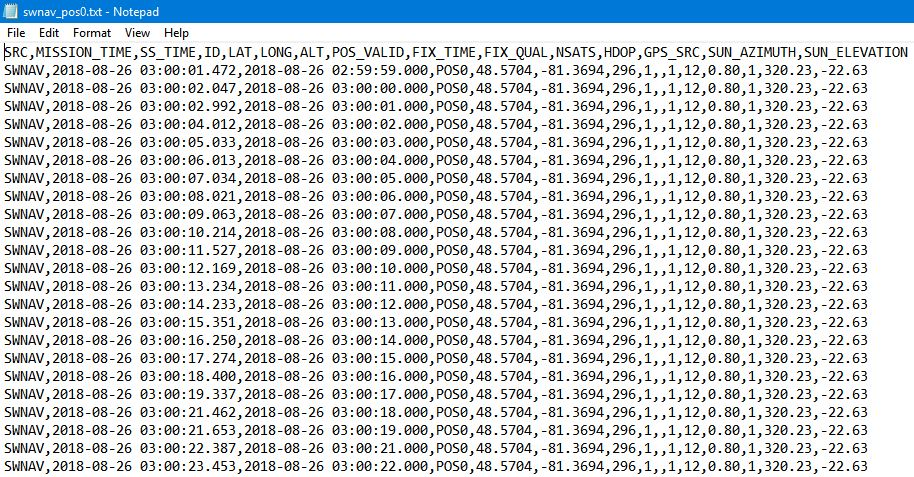 swnav_pos0.txt - Notepad
File Edit Format View Help
SRC,MISSION_TIME,SS_TIME,ID,LAT,LONG,ALT,POS_VALID,FIX_TIME,FIX_QUAL,NSATS,HDOP,GPS_SRC,SUN_AZIMUTH,SUN_ELEVATION
SWNAV,2018-08-26 03:00:01.472,2018-08-26 02:59:59.000,POS0,48.5704,-81.3694,296,1,,1,12,0.80,1,320.23,-22.63
SWNAV,2018-08-26 03:00:02.047,2018-08-26 03:00:00.000,POS0,48.5704,-81.3694,296,1,,1,12,0.80,1,320.23,-22.63
SWNAV,2018-08-26 03:00:02.992,2018-08-26 03:00:01.000,POS0,48.5704,-81.3694,296,1,,1,12,0.80,1,320.23,-22.63
SWNAV,2018-08-26 03:00:04.012,2018-08-26 03:00:02.000,POS0,48.5704,-81.3694,296,1,,1,12,0.80,1,320.23,-22.63
SWNAV,2018-08-26 03:00:05.033,2018-08-26 03:00:03.000,POS0,48.5704,-81.3694,296,1,,1,12,0.80,1,320.23,-22.63
SWNAV,2018-08-26 03:00:06.013,2018-08-26 03:00:04.000,POS0,48.5704,-81.3694,296,1,,1,12,0.80,1,320.23,-22.63
SWNAV,2018-08-26 03:00:07.034,2018-08-26 03:00:05.000,POS0,48.5704,-81.3694,296,1,,1,12,0.80,1,320.23,-22.63
SWNAV,2018-08-26 03:00:08.021,2018-08-26 03:00:06.000,POS0,48.5704,-81.3694,296,1,,1,12,0.80,1,320.23,-22.63
SWNAV,2018-08-26 03:00:09.063,2018-08-26 03:00:07.000,POS0,48.5704,-81.3694,296,1,,1,12,0.80,1,320.23,-22.63
SWNAV,2018-08-26 03:00:10.214,2018-08-26 03:00:08.000,POS0,48.5704,-81.3694,296,1,,1,12,0.80,1,320.23,-22.63
SWNAV,2018-08-26 03:00:11.527,2018-08-26 03:00:09.000,POS0,48.5704,-81.3694,296,1,,1,12,0.80,1,320.23,-22.63
SWNAV,2018-08-26 03:00:12.169,2018-08-26 03:00:10.000,POS0,48.5704,-81.3694,296,1,,1,12,0.80,1,320.23,-22.63
SWNAV,2018-08-26 03:00:13.234,2018-08-26 03:00:11.000,POS0,48.5704,-81.3694,296,1,,1,12,0.80,1,320.23,-22.63
SWNAV,2018-08-26 03:00:14.233,2018-08-26 03:00:12.000,POS0,48.5704,-81.3694,296,1,,1,12,0.80,1,320.23,-22.63
SWNAV,2018-08-26 03:00:15.351,2018-08-26 03:00:13.000,POS0,48.5704,-81.3694,296,1,,1,12,0.80,1,320.23,-22.63
SWNAV,2018-08-26 03:00:16.250,2018-08-26 03:00:14.000,POS0,48.5704,-81.3694,296,1,,1,12,0.80,1,320.23,-22.63
SWNAV,2018-08-26 03:00:17.274,2018-08-26 03:00:15.000,POS0,48.5704,-81.3694,296,1,,1,12,0.80,1,320.23,-22.63
SWNAV,2018-08-26 03:00:18.400,2018-08-26 03:00:16.000,POS0,48.5704,-81.3694,296,1,,1,12,0.80,1,320.23,-22.63
SWNAV,2018-08-26 03:00:19.337,2018-08-26 03:00:17.000,POS0,48.5704,-81.3694,296,1,,1,12,0.80,1,320.23,-22.63
SWNAV,2018-08-26 03:00:21.462,2018-08-26 03:00:18.000,POS0,48.5704,-81.3694,296,1,,1,12,0.80,1,320.23,-22.63
SWNAV,2018-08-26 03:00:21.653,2018-08-26 03:00:19.000,POS0,48.5704,-81.3694,296,1,,1,12,0.80,1,320.23,-22.63
SWNAV,2018-08-26 03:00:22.387,2018-08-26 03:00:21.000,POS0,48.5704,-81.3694,296,1,,1,12,0.80,1,320.23,-22.63
SWNAV,2018-08-26 03:00:23.453,2018-08-26 03:00:22.000,POS0,48.5704,-81.3694,296,1,,1,12,0.80,1,320.23,-22.63